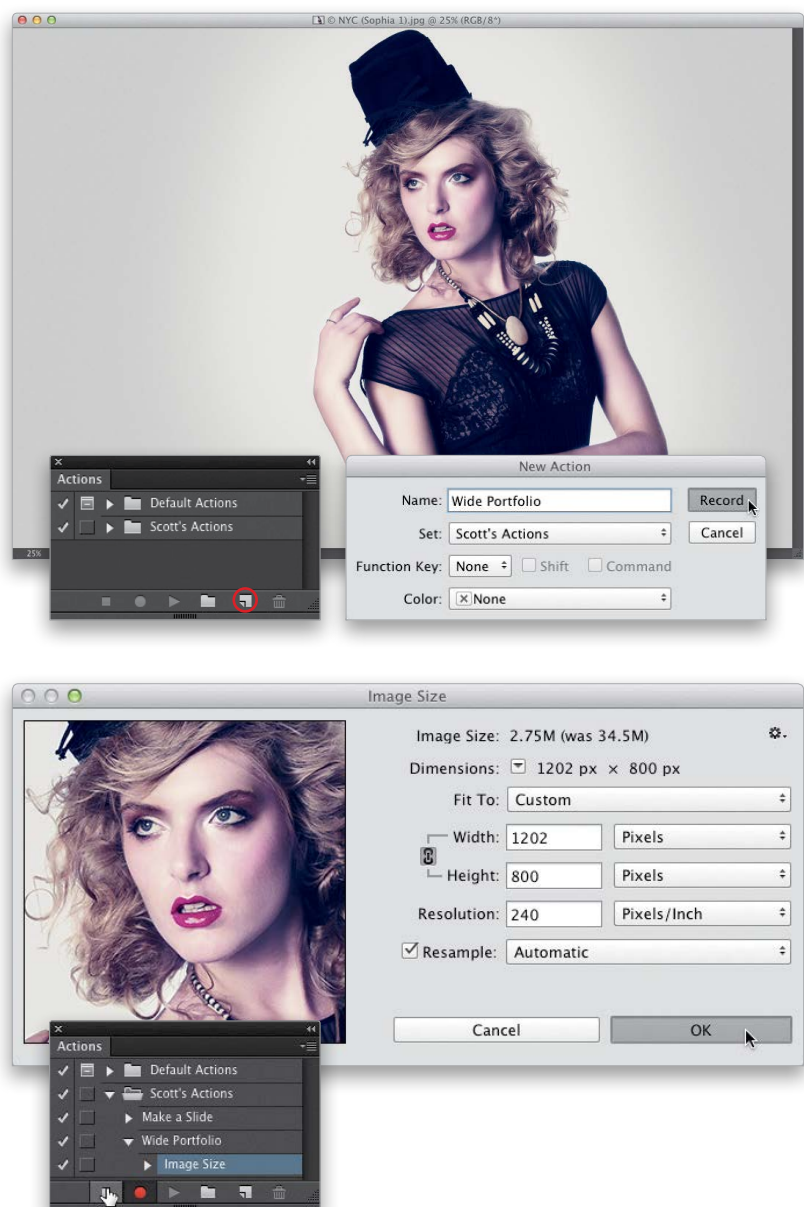 © NYC (Sophia 1).jpg @ 25% (RGB/8*)
Actions
Default Actions
Scott's Actions
25%
New Action
Name: Wide Portfolio
Record
Set: Scott's Actions
Cancel
Function Key: None Shift Command
Color: None
Image Size
Image Size: 2.75M (was 34.5M)
Dimensions: 1202 px × 800 px
Fit To: Custom
Width: 1202 Pixels
Height: 800 Pixels
Resolution: 240 Pixels/Inch
Resample: Automatic
Cancel OK
Actions
Default Actions
Scott's Actions
Make a Slide
Wide Portfolio
Image Size